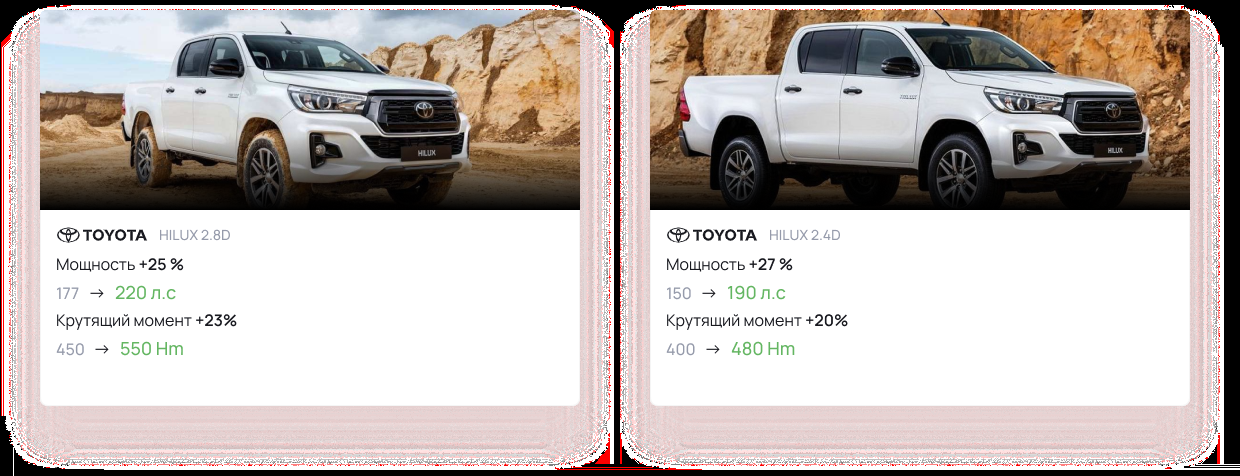 HILUX
TOYOTA HILUX 2.8D
Мощность +25 %
177 → 220 л.с
Крутящий момент +23%
450 → 550 Hm
HILUX
TOYOTA HILUX 2.4D
Мощность +27 %
150 → 190 л.с
Крутящий момент +20%
400 → 480 Hm